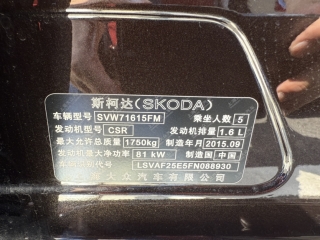 斯柯达(SKODA)
车辆型号 SVW71615FM 乘坐人数 5
发动机型号 CSR 发动机排量 1.6 L
最大允许总质量 1750kg 制造年月 2015.09
发动机最大净功率 81 kW 制造国 中国
LSVAF25E5FN088930
大众汽车有限公司